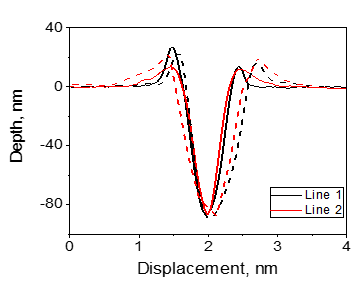 40
0
-40
-80
0
1
2
3
4
Depth, nm
Displacement, nm
Line 1
Line 2